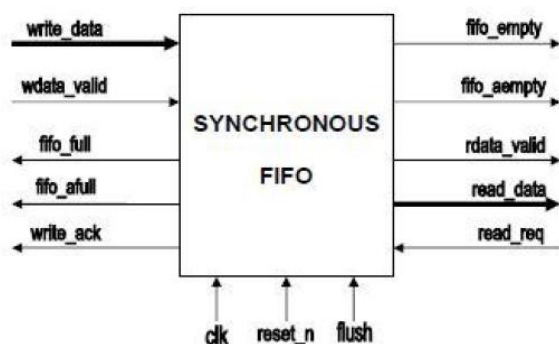 write_data
wdata_valid
fifo_full
fifo_afull
write_ack
SYNCHRONOUS
FIFO
fifo_empty
fifo_aempty
rdata_valid
read_data
read_req
clk
reset_n
flush